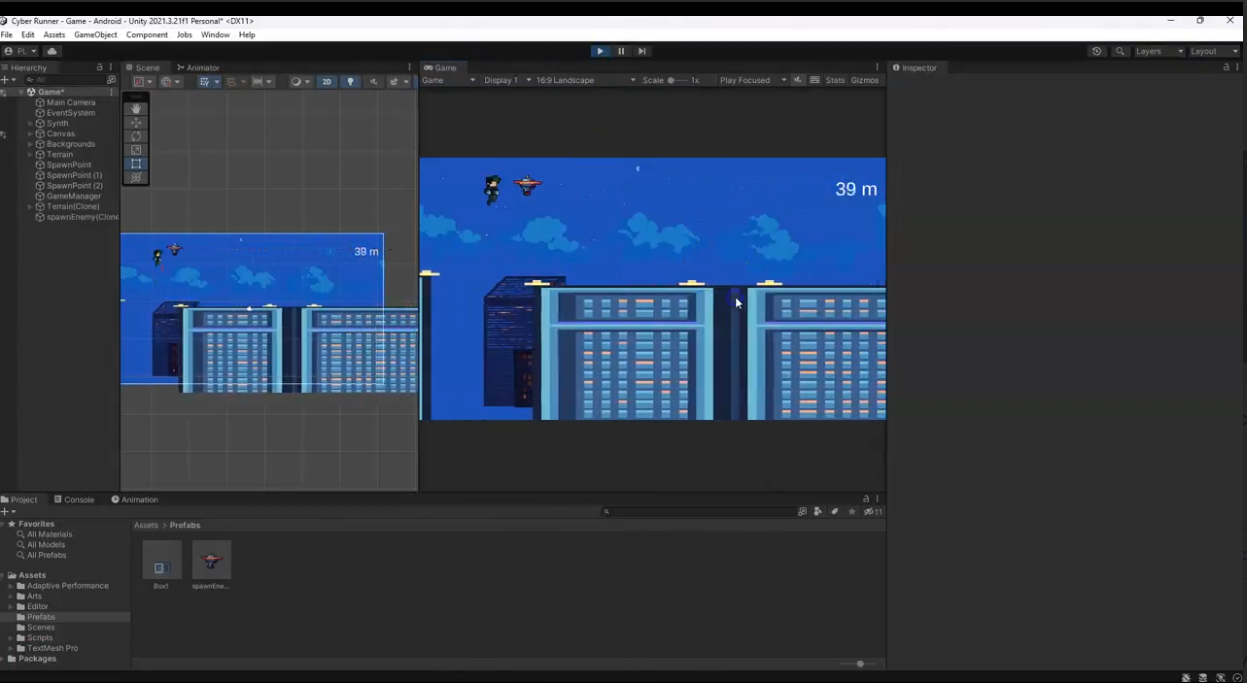 Cyber Runner - Game - Android - Unity 2021.3.21f1 Personal* <DX11>
File Edit Assets GameObject Component Jobs Window Help
PL Layers Layout
Hierarchy Scene Animator Game Inspector
All 2D Game Display 1 16:9 Landscape Scale 1x Play Focused Stats Gizmos
Game*
Main Camera
EventSystem
Synth
Canvas
Backgrounds
Terrain
SpawnPoint
SpawnPoint (1)
SpawnPoint (2)
GameManager
Terrain(Clone)
spawnEnemy(Clone
39 m
39 m
Project Console Animation
11
Favorites
All Materials
All Models
All Prefabs
Assets
Adaptive Performance
Arts
Editor
Prefabs
Scenes
Scripts
TextMesh Pro
Packages
Assets > Prefabs
Box1 spawnEne...